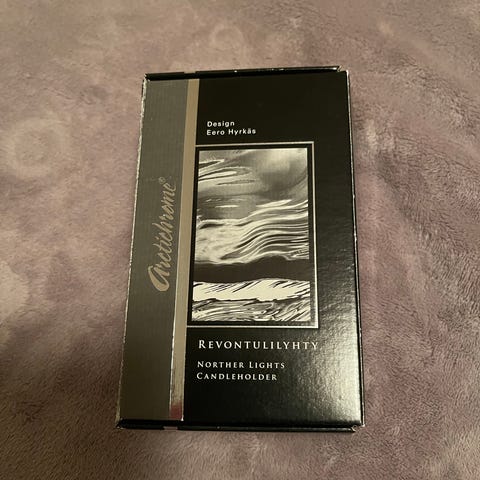 Design
Eero Hyrkäs
arctichrome®
REVONTULILYHTY
NORTHER LIGHTS
CANDLEHOLDER